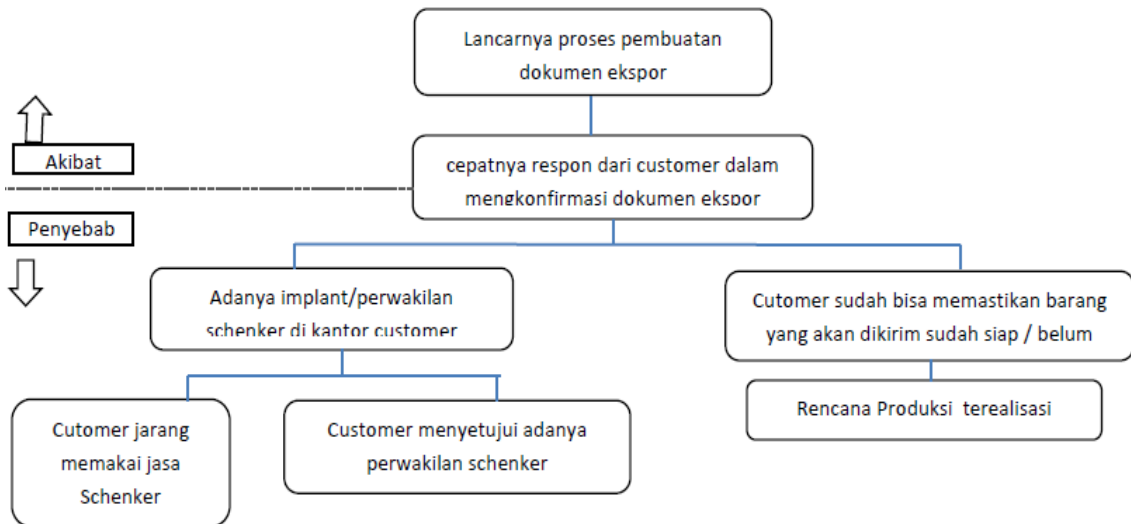 Lancarnya proses pembuatan
dokumen ekspor
Akibat
cepatnya respon dari customer dalam
mengkonfirmasi dokumen ekspor
Penyebab
Adanya implant/perwakilan
schenker di kantor customer
Cutomer sudah bisa memastikan barang
yang akan dikirim sudah siap / belum
Cutomer jarang
memakai jasa
Schenker
Customer menyetujui adanya
perwakilan schenker
Rencana Produksi terealisasi